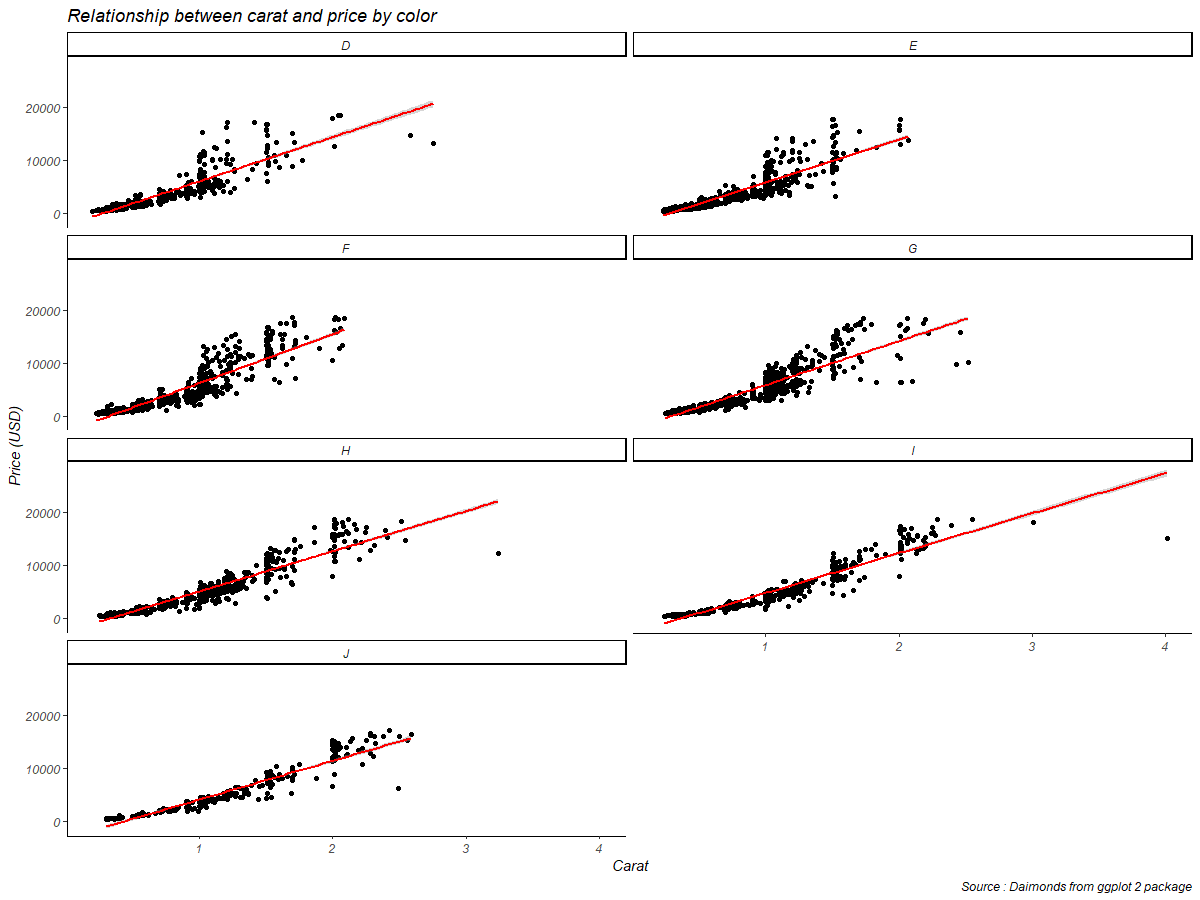 Relationship between carat and price by color
D
E
20000
10000
0
F
G
20000
10000
0
H
I
20000
10000
0
1 2 3 4
J
20000
10000
0
1 2 3 4
Price (USD)
Carat
Source : Daimonds from ggplot 2 package